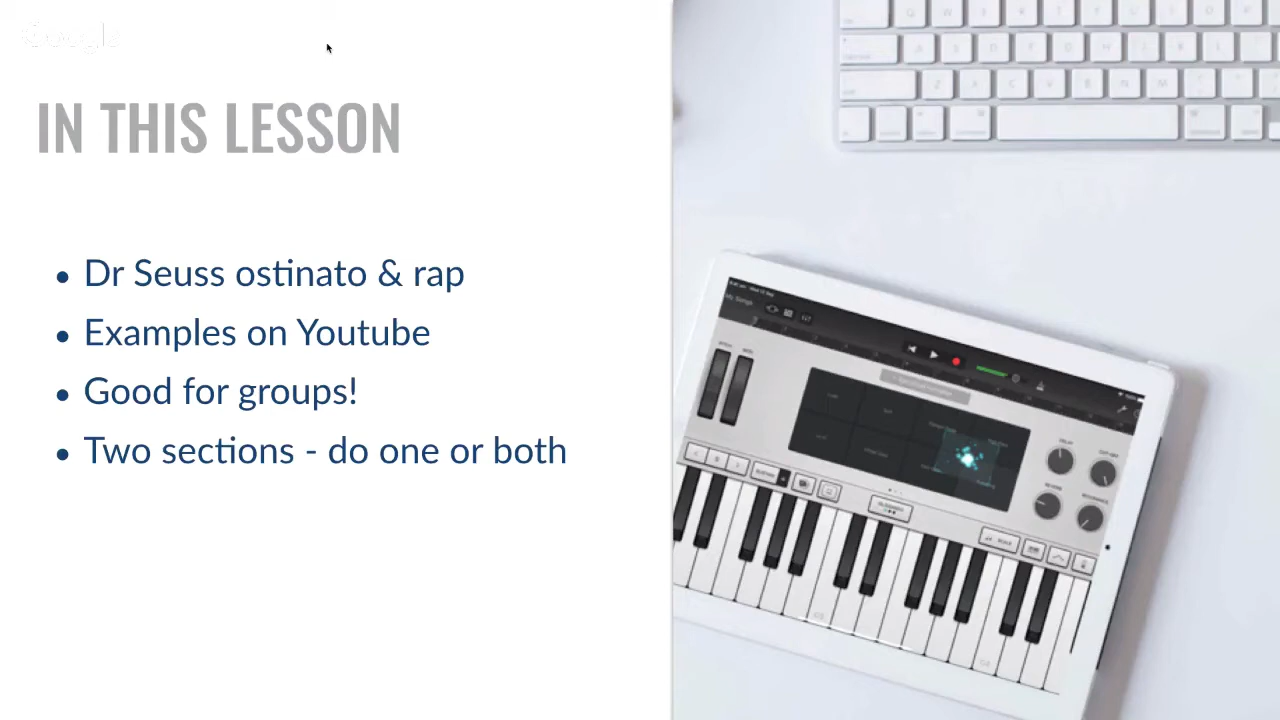 Google
IN THIS LESSON
• Dr Seuss ostinato & rap
• Examples on Youtube
• Good for groups!
• Two sections - do one or both